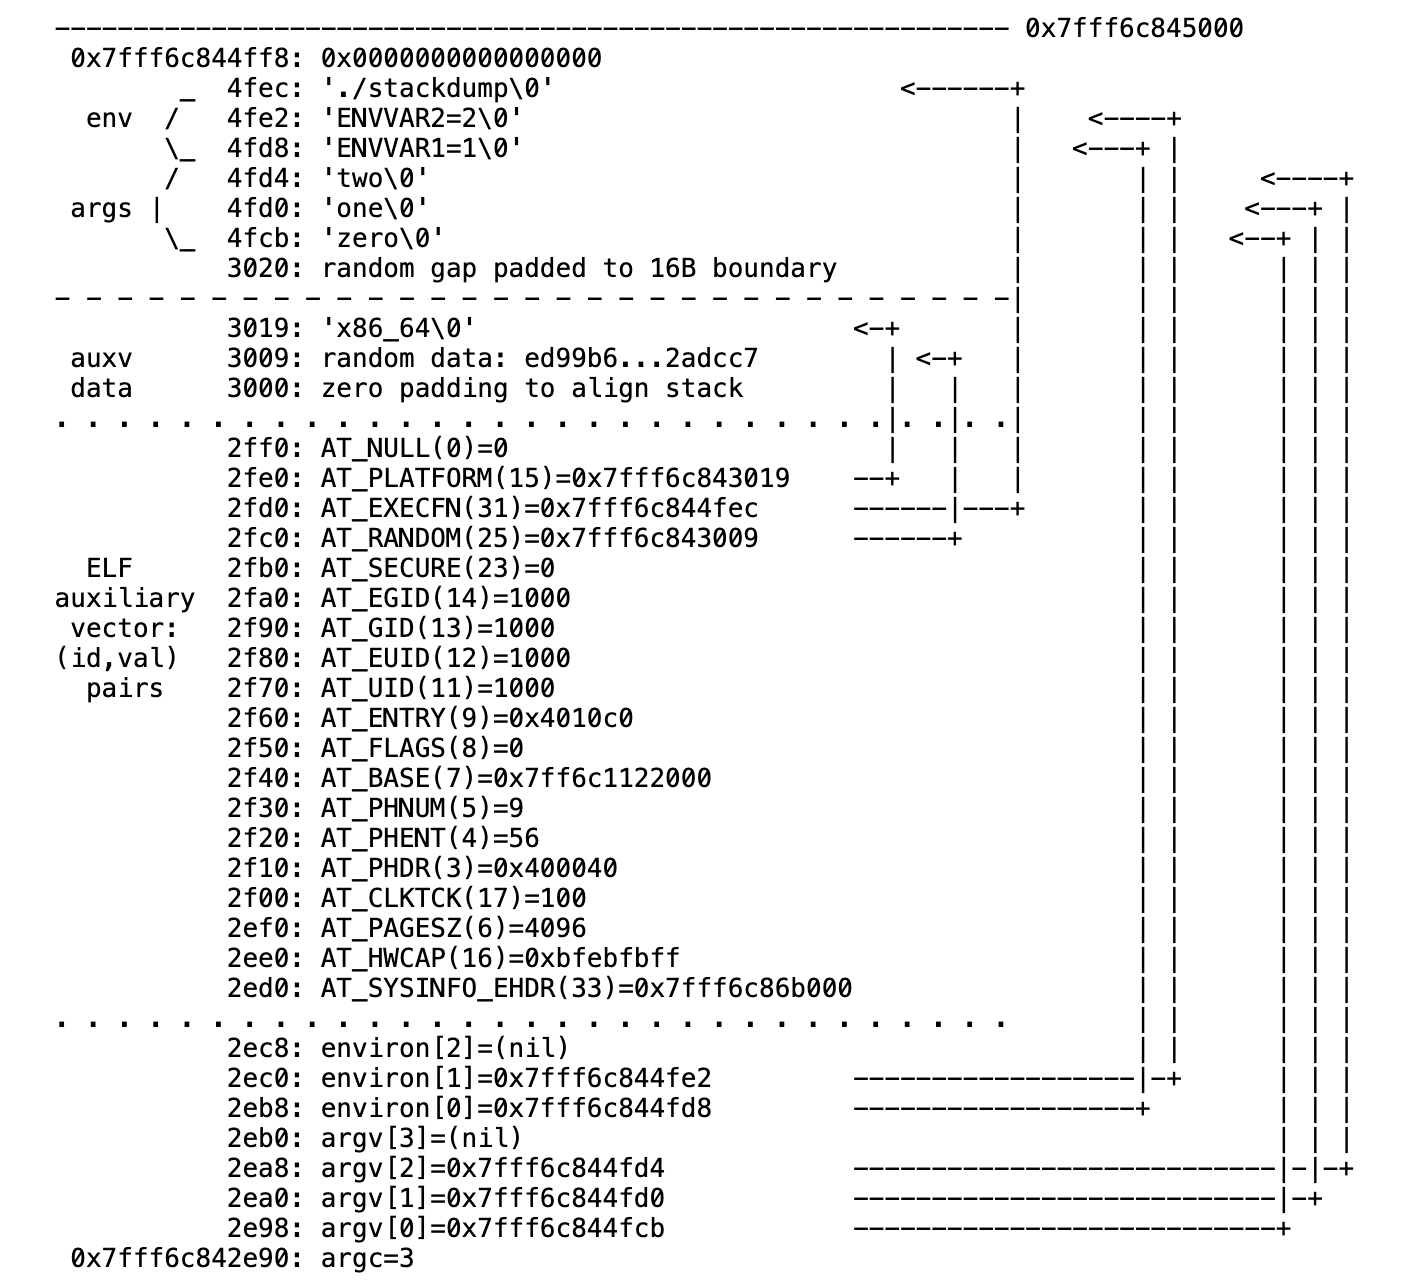 ------------------------------------------------------------- 0x7fff6c845000
 0x7fff6c844ff8: 0x0000000000000000
        _  4fec: './stackdump\0'                      <------+
  env  /   4fe2: 'ENVVAR2=2\0'                               |    <----+
       \_  4fd8: 'ENVVAR1=1\0'                               |   <---+ |
       /   4fd4: 'two\0'                                     |       | |     <----+
 args |    4fd0: 'one\0'                                     |       | |    <---+ |
       \_  4fcb: 'zero\0'                                    |       | |   <--+ | |
           3020: random gap padded to 16B boundary           |       | |      | | |
- - - - - - - - - - - - - - - - - - - - - - - - - - - - - - -|       | |      | | |
           3019: 'x86_64\0'                        <-+       |       | |      | | |
 auxv      3009: random data: ed99b6...2adcc7        | <-+   |       | |      | | |
 data      3000: zero padding to align stack         |   |   |       | |      | | |
. . . . . . . . . . . . . . . . . . . . . . . . . . .|. .|. .|       | |      | | |
           2ff0: AT_NULL(0)=0                        |   |   |       | |      | | |
           2fe0: AT_PLATFORM(15)=0x7fff6c843019    --+   |   |       | |      | | |
           2fd0: AT_EXECFN(31)=0x7fff6c844fec      ------|---+       | |      | | |
           2fc0: AT_RANDOM(25)=0x7fff6c843009      ------+           | |      | | |
  ELF      2fb0: AT_SECURE(23)=0                                     | |      | | |
auxiliary  2fa0: AT_EGID(14)=1000                                    | |      | | |
 vector:   2f90: AT_GID(13)=1000                                     | |      | | |
(id,val)   2f80: AT_EUID(12)=1000                                    | |      | | |
  pairs    2f70: AT_UID(11)=1000                                     | |      | | |
           2f60: AT_ENTRY(9)=0x4010c0                                | |      | | |
           2f50: AT_FLAGS(8)=0                                       | |      | | |
           2f40: AT_BASE(7)=0x7ff6c1122000                           | |      | | |
           2f30: AT_PHNUM(5)=9                                       | |      | | |
           2f20: AT_PHENT(4)=56                                      | |      | | |
           2f10: AT_PHDR(3)=0x400040                                 | |      | | |
           2f00: AT_CLKTCK(17)=100                                   | |      | | |
           2ef0: AT_PAGESZ(6)=4096                                   | |      | | |
           2ee0: AT_HWCAP(16)=0xbfebfbff                             | |      | | |
           2ed0: AT_SYSINFO_EHDR(33)=0x7fff6c86b000                  | |      | | |
. . . . . . . . . . . . . . . . . . . . . . . . . . . . . . .        | |      | | |
           2ec8: environ[2]=(nil)                                    | |      | | |
           2ec0: environ[1]=0x7fff6c844fe2         ------------------|-+      | | |
           2eb8: environ[0]=0x7fff6c844fd8         ------------------+        | | |
           2eb0: argv[3]=(nil)                                                | | |
           2ea8: argv[2]=0x7fff6c844fd4            ---------------------------|-|-+
           2ea0: argv[1]=0x7fff6c844fd0            ---------------------------|-+
           2e98: argv[0]=0x7fff6c844fcb            ---------------------------+
 0x7fff6c842e90: argc=3